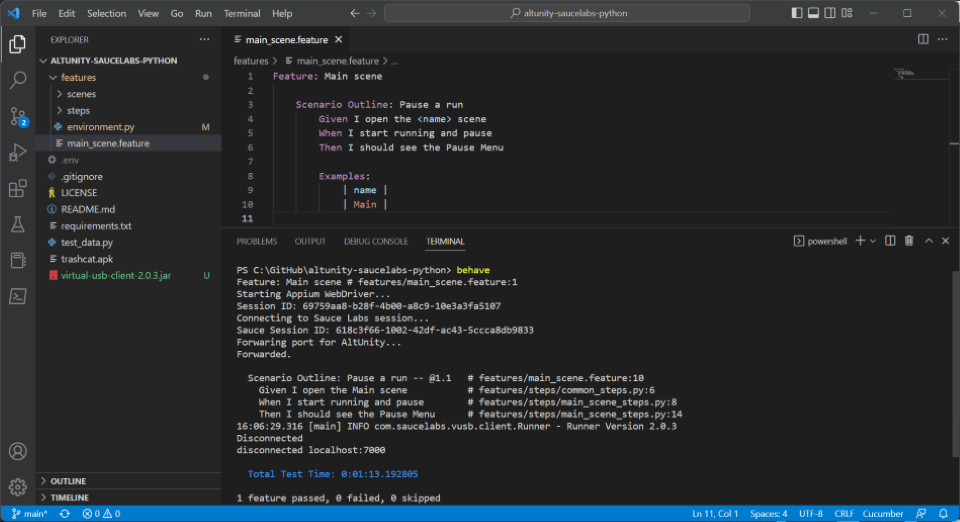 File Edit Selection View Go Run Terminal Help
altunity-saucelabs-python
EXPLORER
ALTUNITY-SAUCELABS-PYTHON
features
scenes
steps
environment.py M
main_scene.feature
.env
.gitignore
LICENSE
README.md
requirements.txt
test_data.py
trashcat.apk
virtual-usb-client-2.0.3.jar U
2
OUTLINE
TIMELINE
main_scene.feature
features > main_scene.feature > ...
1 Feature: Main scene
2
3 Scenario Outline: Pause a run
4 Given I open the <name> scene
5 When I start running and pause
6 Then I should see the Pause Menu
7
8 Examples:
9 | name |
10 | Main |
11
PROBLEMS OUTPUT DEBUG CONSOLE TERMINAL
powershell
PS C:\GitHub\altunity-saucelabs-python> behave
Feature: Main scene # features/main_scene.feature:1
Starting Appium WebDriver...
Session ID: 69759aa8-b28f-4b00-a8c9-10e3a3fa5107
Connecting to Sauce Labs session...
Sauce Session ID: 618c3f66-1002-42df-ac43-5ccca8db9833
Forwaring port for AltUnity...
Forwarded.
Scenario Outline: Pause a run -- @1.1 # features/main_scene.feature:10
Given I open the Main scene # features/steps/common_steps.py:6
When I start running and pause # features/steps/main_scene_steps.py:8
Then I should see the Pause Menu # features/steps/main_scene_steps.py:14
16:06:29.316 [main] INFO com.saucelabs.vusb.client.Runner - Runner Version 2.0.3
Disconnected
disconnected localhost:7000
Total Test Time: 0:01:13.192805
1 feature passed, 0 failed, 0 skipped
main* 0 0 Ln 11, Col 1 Spaces: 4 UTF-8 CRLF Cucumber